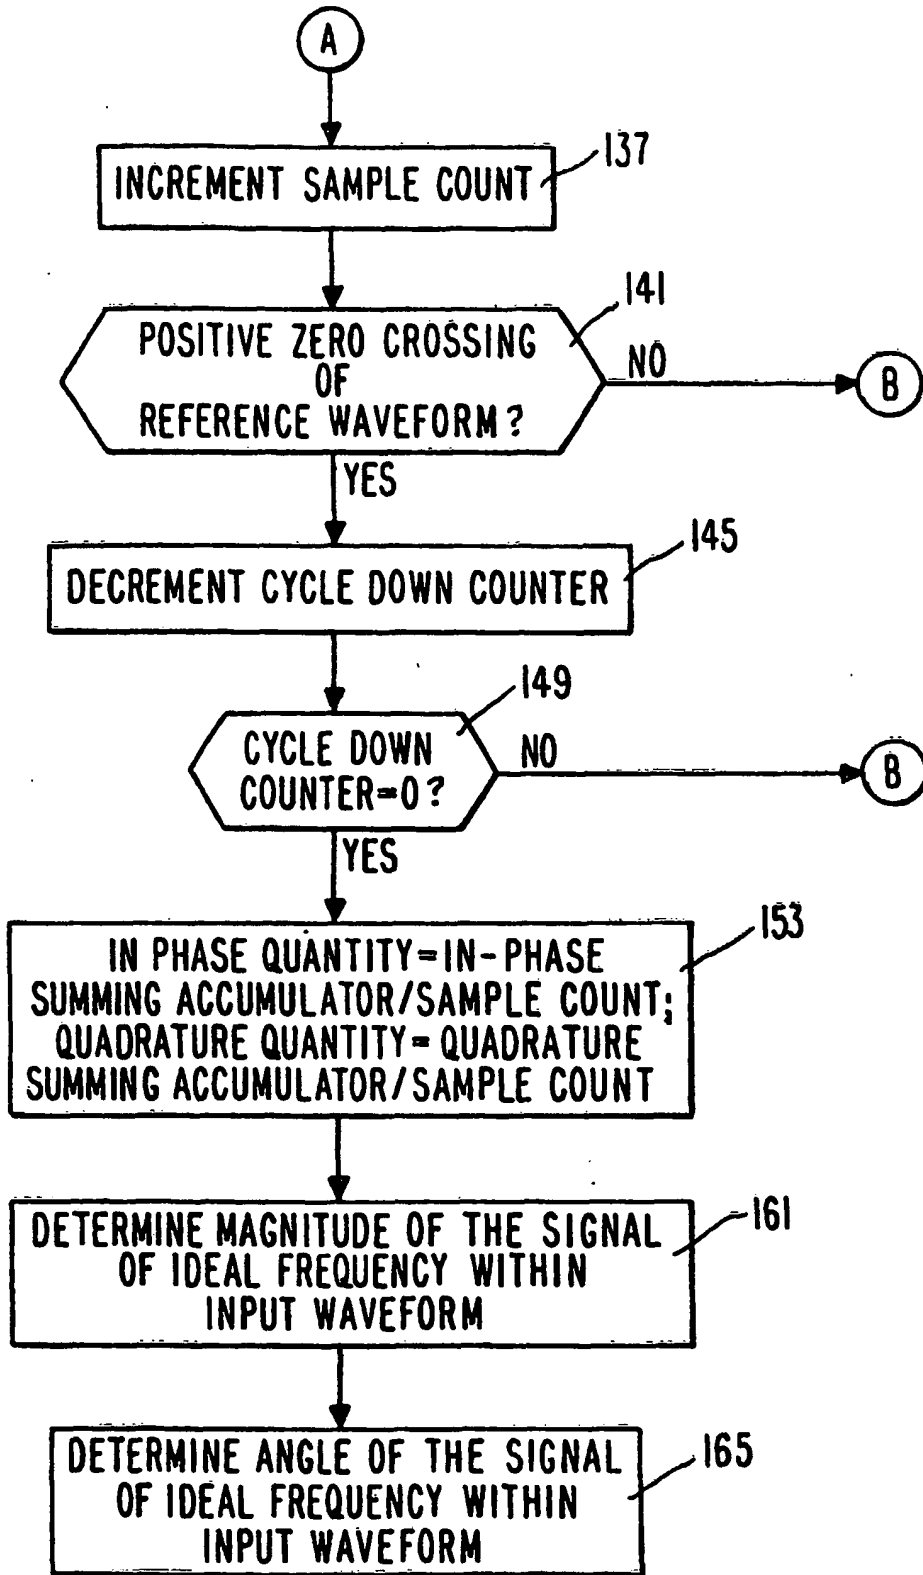 A
INCREMENT SAMPLE COUNT
137
141
POSITIVE ZERO CROSSING
OF
REFERENCE WAVEFORM?
NO
B
YES
145
DECREMENT CYCLE DOWN COUNTER
149
CYCLE DOWN
COUNTER=0?
NO
B
YES
153
IN PHASE QUANTITY=IN-PHASE
SUMMING ACCUMULATOR/SAMPLE COUNT;
QUADRATURE QUANTITY=QUADRATURE
SUMMING ACCUMULATOR/SAMPLE COUNT
161
DETERMINE MAGNITUDE OF THE SIGNAL
OF IDEAL FREQUENCY WITHIN
INPUT WAVEFORM
165
DETERMINE ANGLE OF THE SIGNAL
OF IDEAL FREQUENCY WITHIN
INPUT WAVEFORM